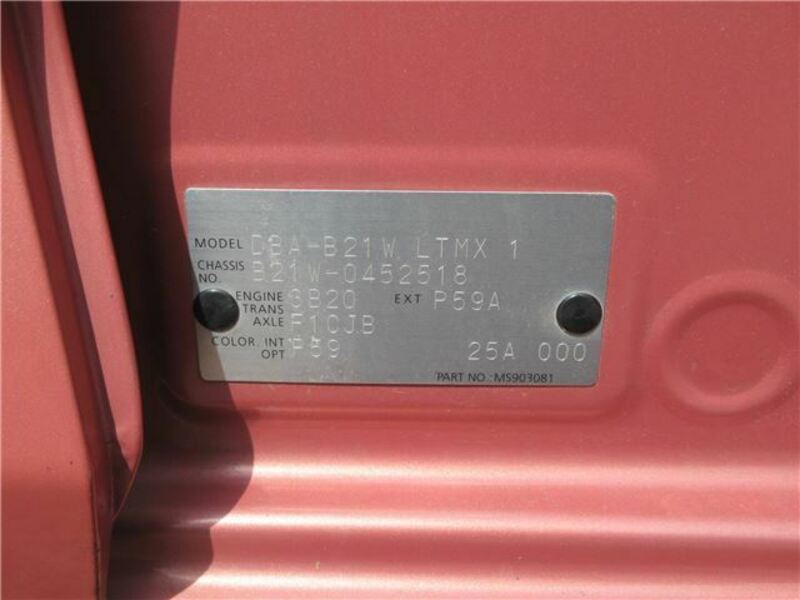 MODEL DBA-B21W LTMX 1
CHASSIS NO. B21W-0452518
ENGINE 3B20 EXT P59A
TRANS AXLE F1CJB
COLOR. INT OPT P59 25A 000
PART NO.: MS903081